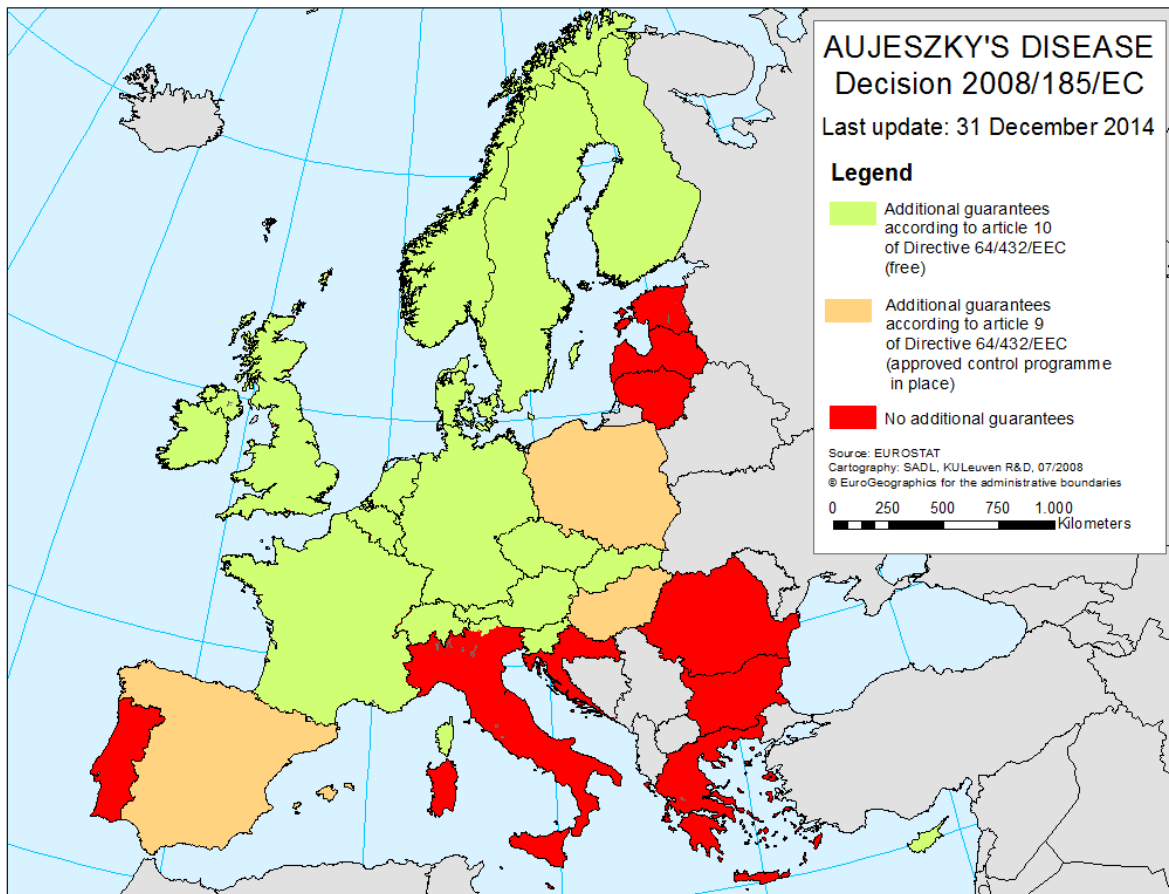 AUJESZKY'S DISEASE
Decision 2008/185/EC
Last update: 31 December 2014
Legend
Additional guarantees
according to article 10
of Directive 64/432/EEC
(free)
Additional guarantees
according to article 9
of Directive 64/432/EEC
(approved control programme
in place)
No additional guarantees
Source: EUROSTAT
Cartography: SADL, KULeuven R&D, 07/2008
© EuroGeographics for the administrative boundaries
0 250 500 750 1.000
Kilometers